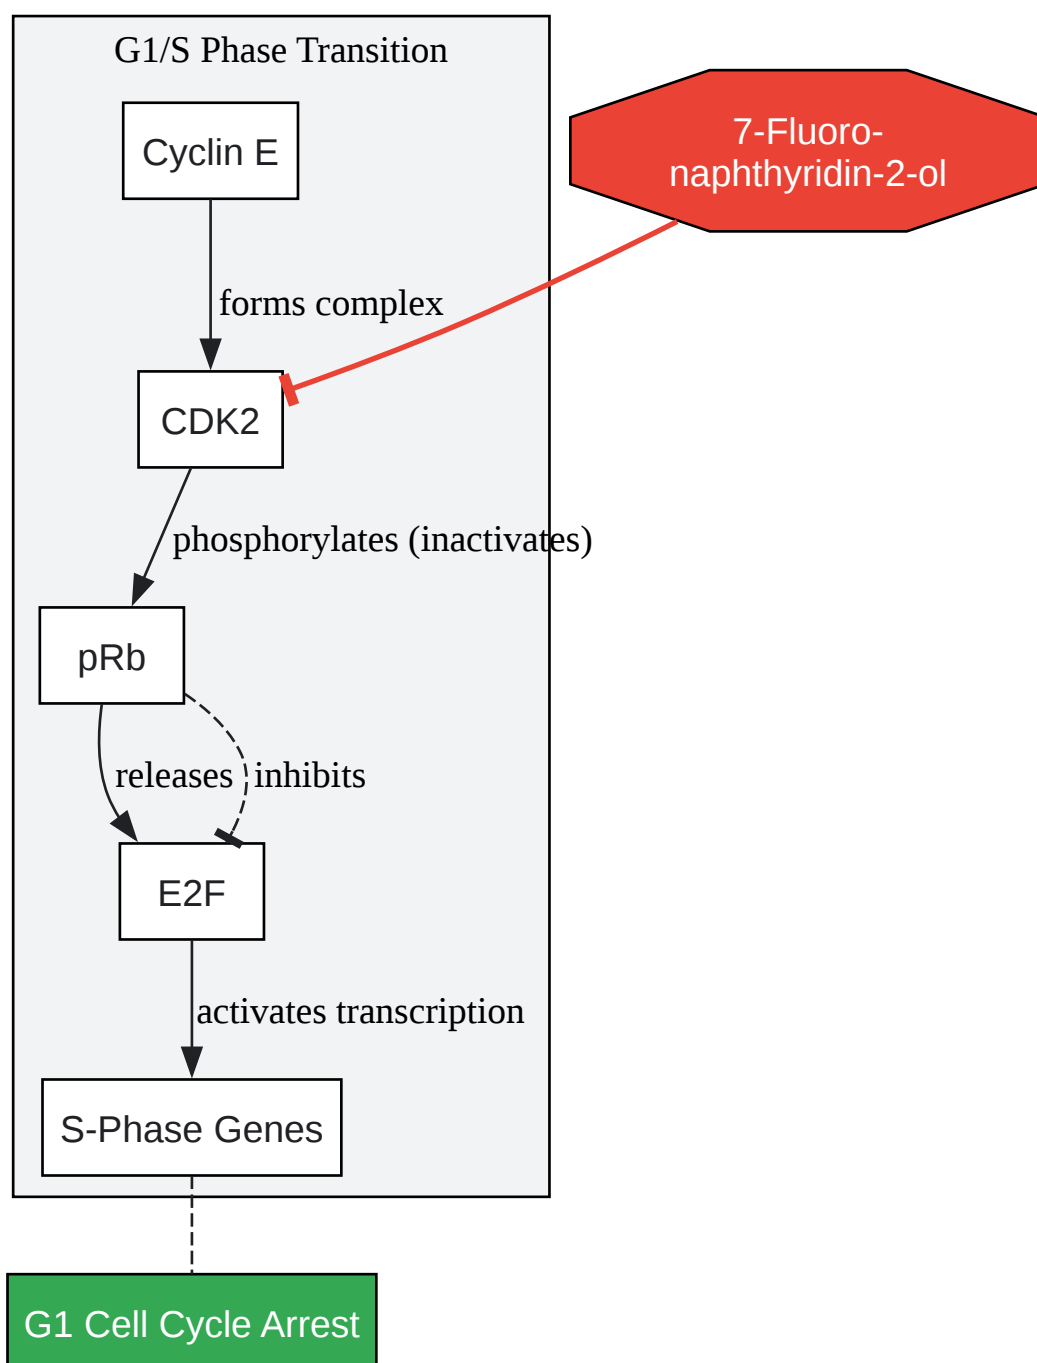 G1/S Phase Transition
Cyclin E
7-Fluoro-
naphthyridin-2-ol
forms complex
CDK2
phosphorylates (inactivates)
pRb
releases
inhibits
E2F
activates transcription
S-Phase Genes
G1 Cell Cycle Arrest